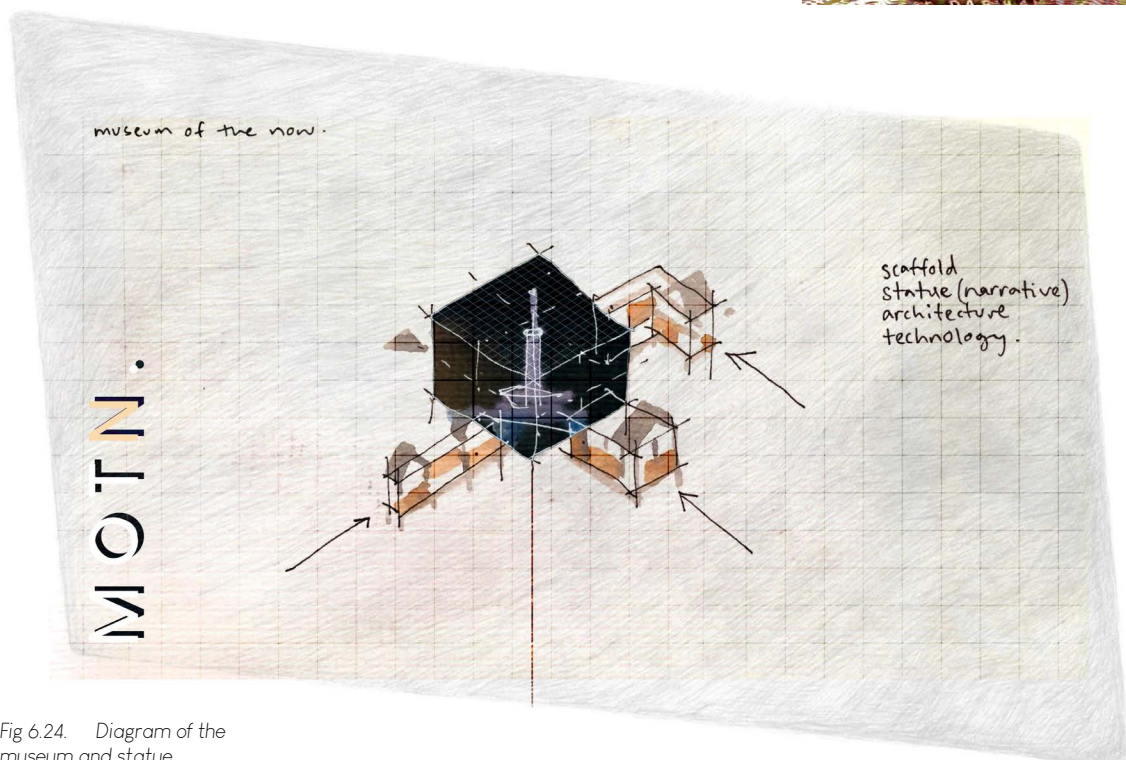 museum of the now.
scaffold
statue (narrative)
architecture
technology.
MOTN.
Fig 6.24. Diagram of the
museum and statue